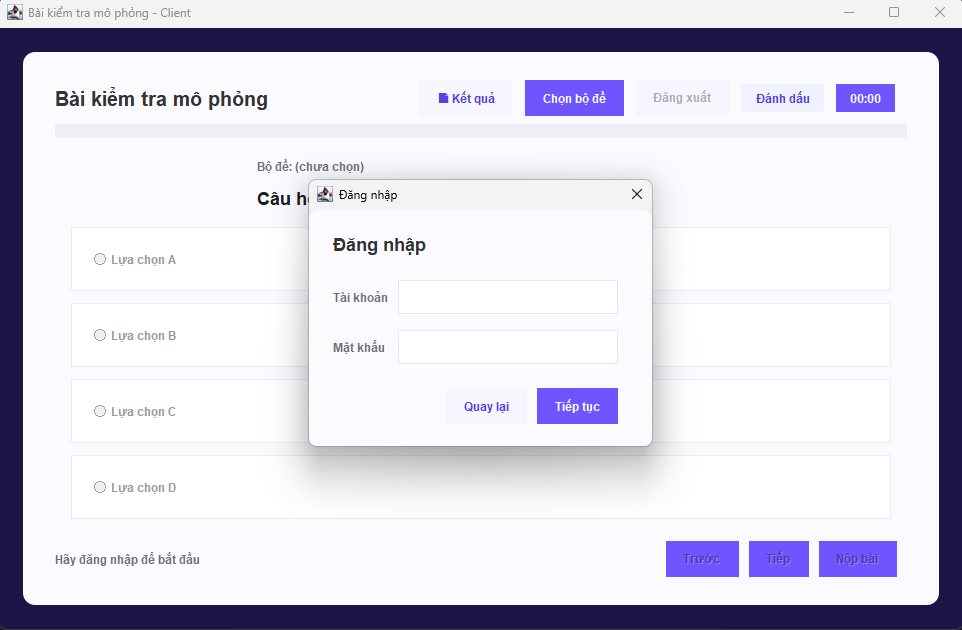 Bài kiểm tra mô phỏng - Client
Bài kiểm tra mô phỏng
Kết quả
Chọn bộ đề
Đăng xuất
Đánh dấu
00:00
Bộ đề: (chưa chọn)
Câu
Đăng nhập
Đăng nhập
Tài khoản
Mật khẩu
Quay lại
Tiếp tục
Lựa chọn A
Lựa chọn B
Lựa chọn C
Lựa chọn D
Hãy đăng nhập để bắt đầu
Trước
Tiếp
Nộp bài